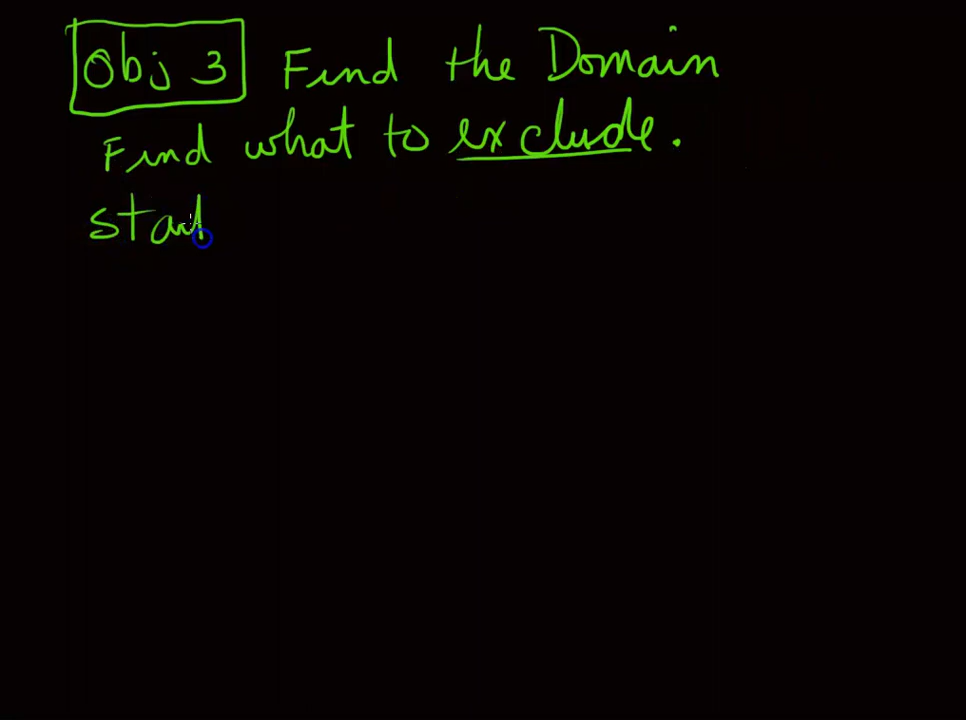 Obj 3 Find the Domain
Find what to exclude.
star